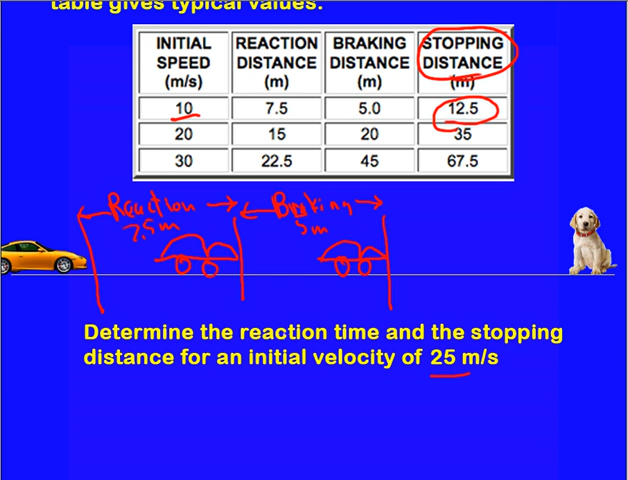 table gives typical values.
INITIAL SPEED (m/s) REACTION DISTANCE (m) BRAKING DISTANCE (m) STOPPING DISTANCE (m)
10 7.5 5.0 12.5
20 15 20 35
30 22.5 45 67.5
Reaction Braking
7.5m 5m
Determine the reaction time and the stopping
distance for an initial velocity of 25 m/s